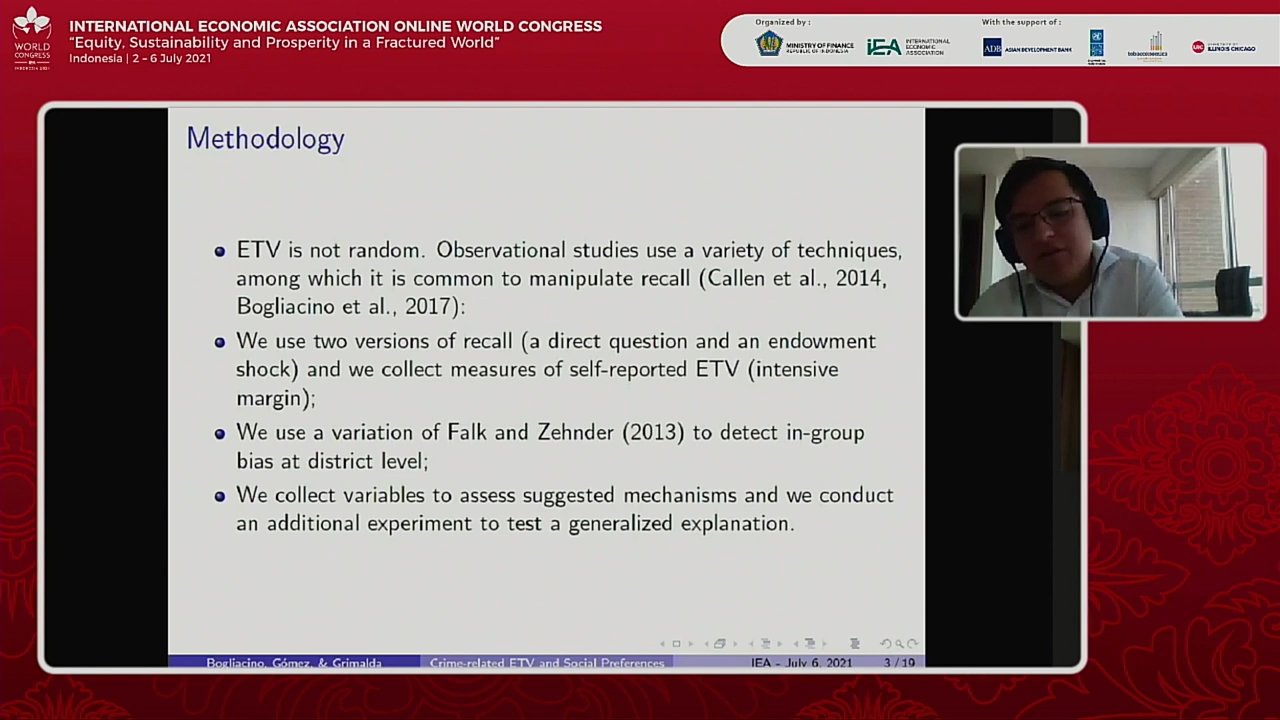 INTERNATIONAL ECONOMIC ASSOCIATION ONLINE WORLD CONGRESS
"Equity, Sustainability and Prosperity in a Fractured World"
Indonesia | 2 - 6 July 2021
WORLD
CONGRESS
Organized by :
MINISTRY OF FINANCE
REPUBLIC OF INDONESIA
iEA
INTERNATIONAL
ECONOMIC
ASSOCIATION
With the support of :
ADB
ASIAN DEVELOPMENT BANK
UIC
ILLINOIS CHICAGO
Methodology
ETV is not random. Observational studies use a variety of techniques,
among which it is common to manipulate recall (Callen et al., 2014,
Bogliacino et al., 2017):
We use two versions of recall (a direct question and an endowment
shock) and we collect measures of self-reported ETV (intensive
margin);
We use a variation of Falk and Zehnder (2013) to detect in-group
bias at district level;
We collect variables to assess suggested mechanisms and we conduct
an additional experiment to test a generalized explanation.
Bogliacino, Gómez, & Grimalda
Crime-related ETV and Social Preferences
IEA - July 6, 2021
3 / 19